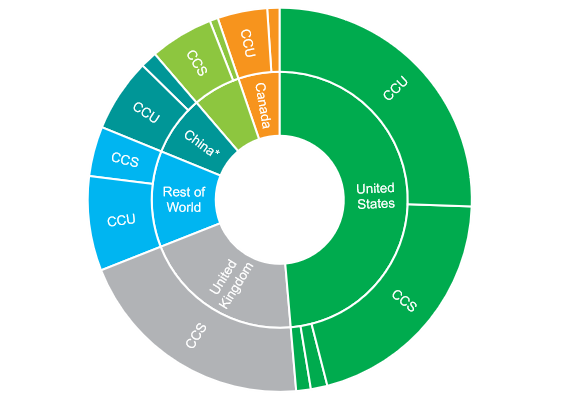 CCU
CCS
CCU
CCS
CCU
CCS
CCU
CCS
Canada
China*
Rest of
World
United
Kingdom
United
States